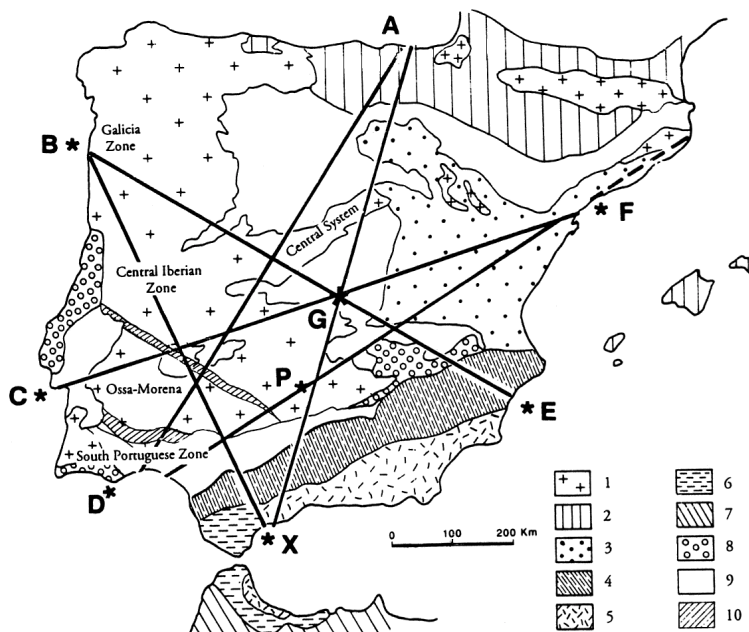 A
B *
Galicia
Zone
* F
Central System
Central Iberian
Zone
G
P
C *
Ossa-Morena
* E
South Portuguese Zone
D *
* X
0 100 200 Km
1
2
3
4
5
6
7
8
9
10